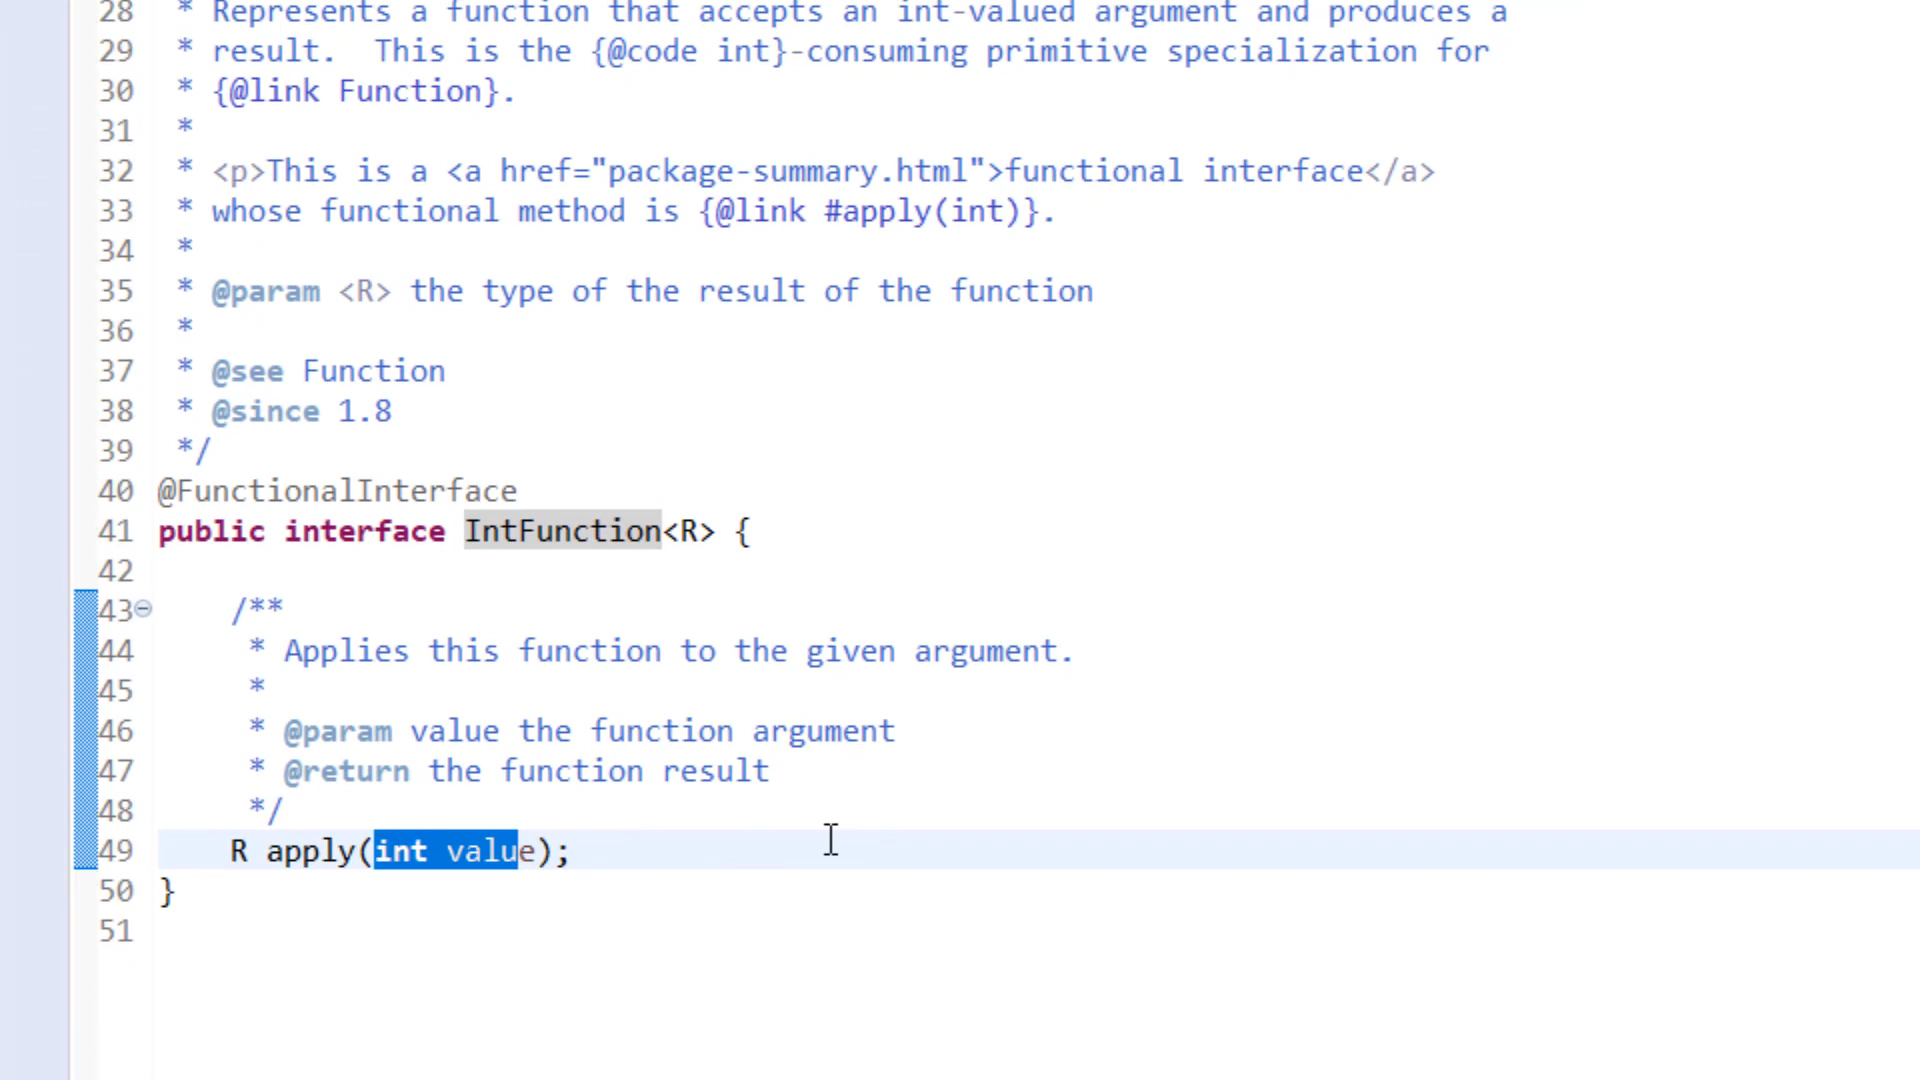 28 * Represents a function that accepts an int-valued argument and produces a
29 * result.  This is the {@code int}-consuming primitive specialization for
30 * {@link Function}.
31 *
32 * <p>This is a <a href="package-summary.html">functional interface</a>
33 * whose functional method is {@link #apply(int)}.
34 *
35 * @param <R> the type of the result of the function
36 *
37 * @see Function
38 * @since 1.8
39 */
40 @FunctionalInterface
41 public interface IntFunction<R> {
42
43 /**
44 * Applies this function to the given argument.
45 *
46 * @param value the function argument
47 * @return the function result
48 */
49 R apply(int value);
50 }
51